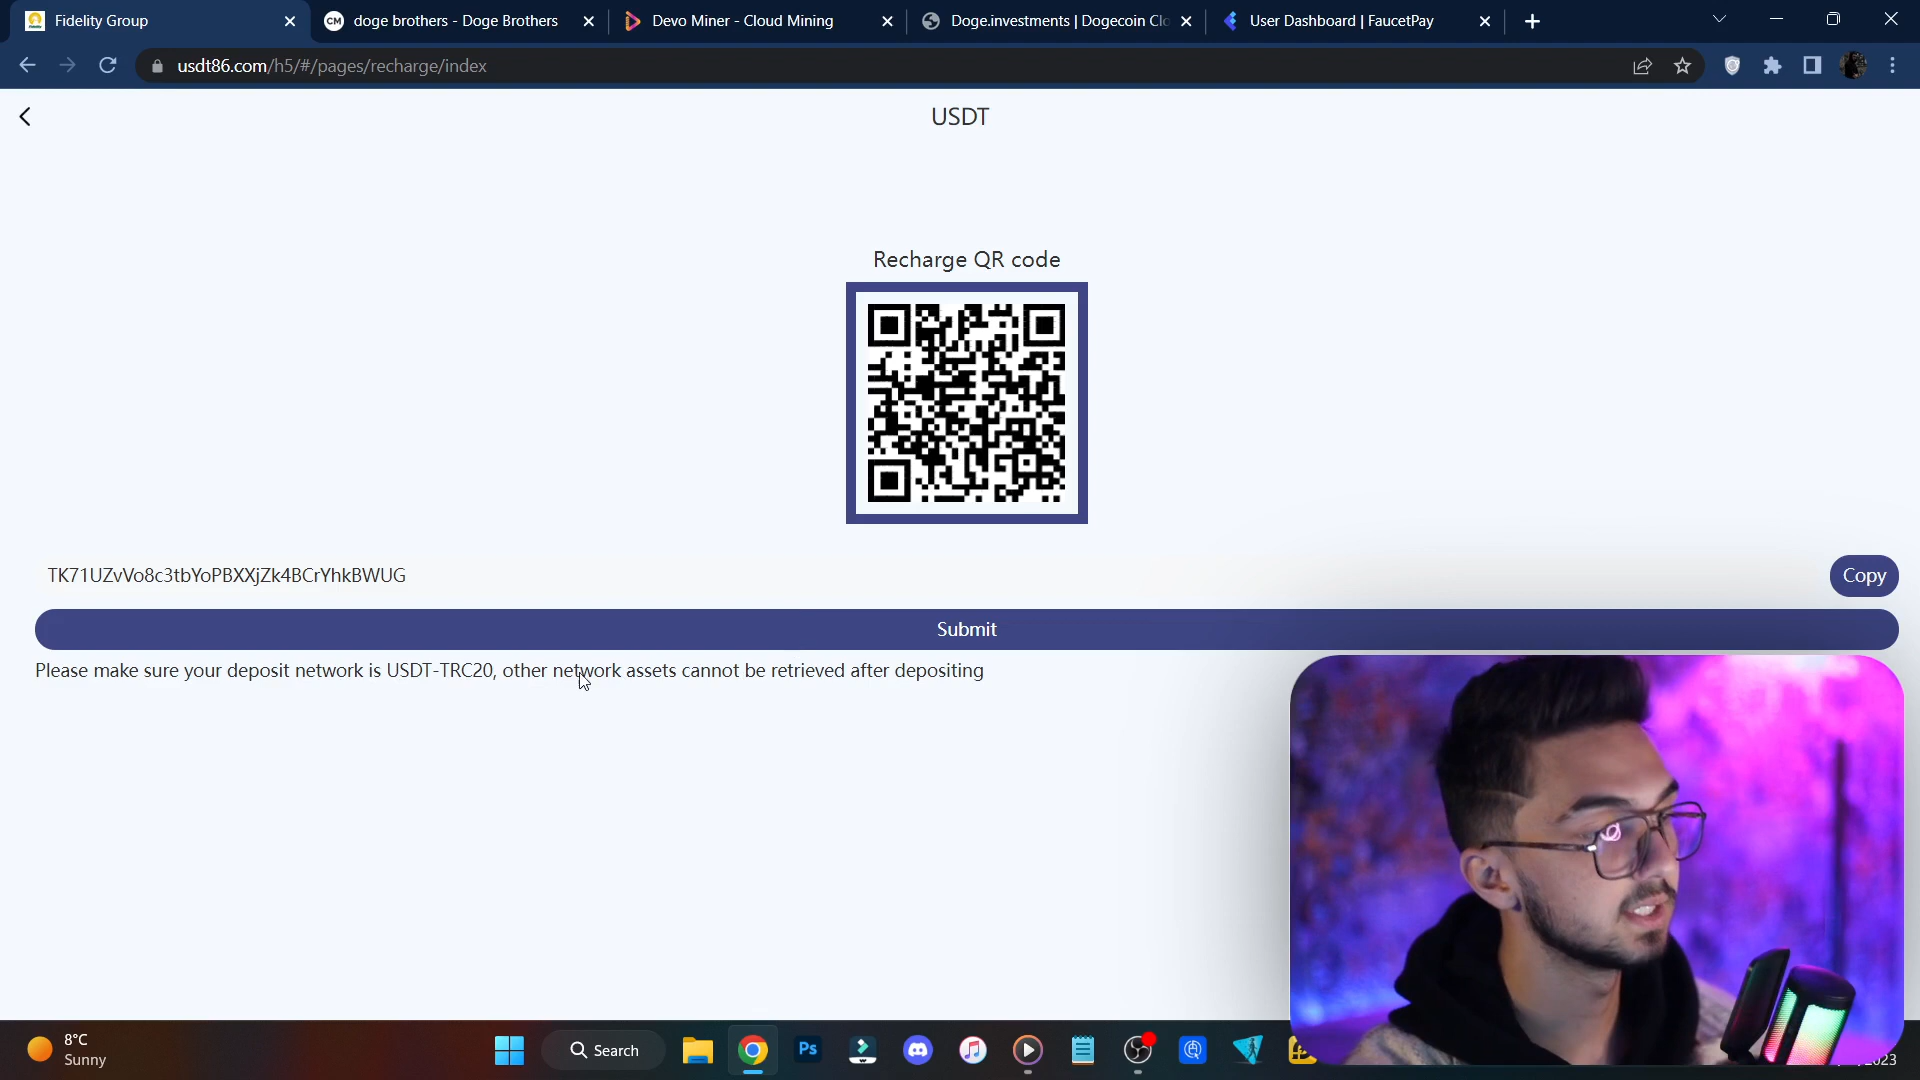 Fidelity Group
doge brothers - Doge Brothers
Devo Miner - Cloud Mining
Doge.investments | Dogecoin Clo
User Dashboard | FaucetPay
usdt86.com/h5/#/pages/recharge/index
USDT
Recharge QR code
TK71UZvVo8c3tbYoPBXXjZk4BCrYhkBWUG
Copy
Submit
Please make sure your deposit network is USDT-TRC20, other network assets cannot be retrieved after depositing
8°C
Sunny
Search
Ps